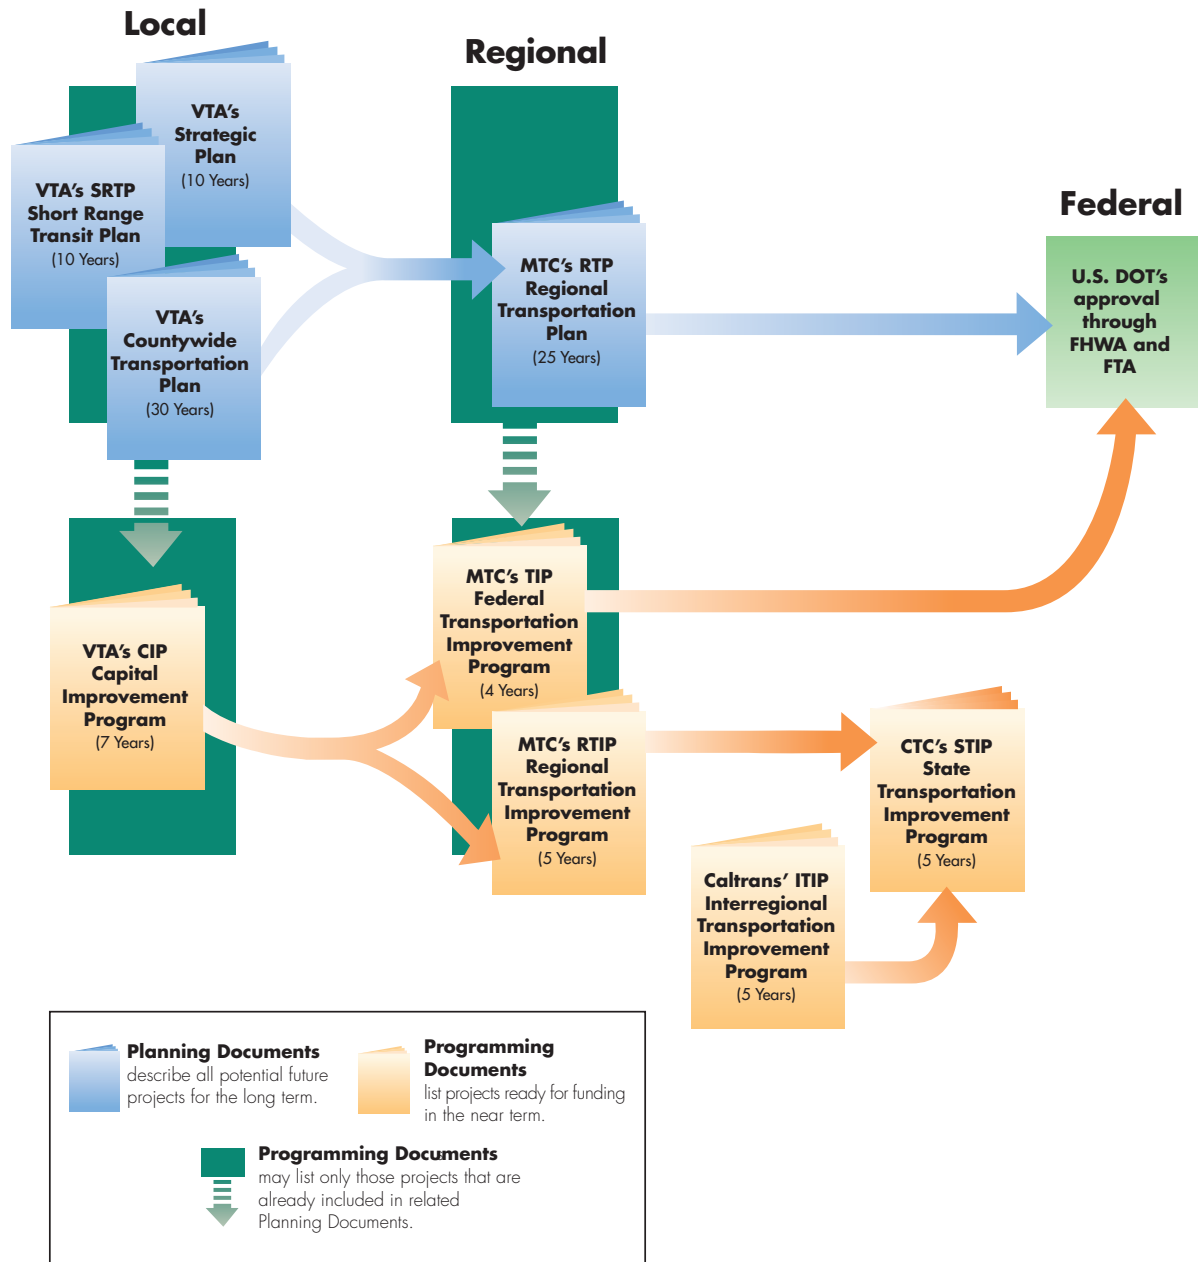 Local
Regional
Federal
VTA's
Strategic
Plan
(10 Years)
VTA's SRTP
Short Range
Transit Plan
(10 Years)
VTA's
Countywide
Transportation
Plan
(30 Years)
MTC's RTP
Regional
Transportation
Plan
(25 Years)
U.S. DOT's
approval
through
FHWA and
FTA
VTA's CIP
Capital
Improvement
Program
(7 Years)
MTC's TIP
Federal
Transportation
Improvement
Program
(4 Years)
MTC's RTIP
Regional
Transportation
Improvement
Program
(5 Years)
CTC's STIP
State
Transportation
Improvement
Program
(5 Years)
Caltrans' ITIP
Interregional
Transportation
Improvement
Program
(5 Years)
Planning Documents
describe all potential future
projects for the long term.
Programming
Documents
list projects ready for funding
in the near term.
Programming Documents
may list only those projects that are
already included in related
Planning Documents.